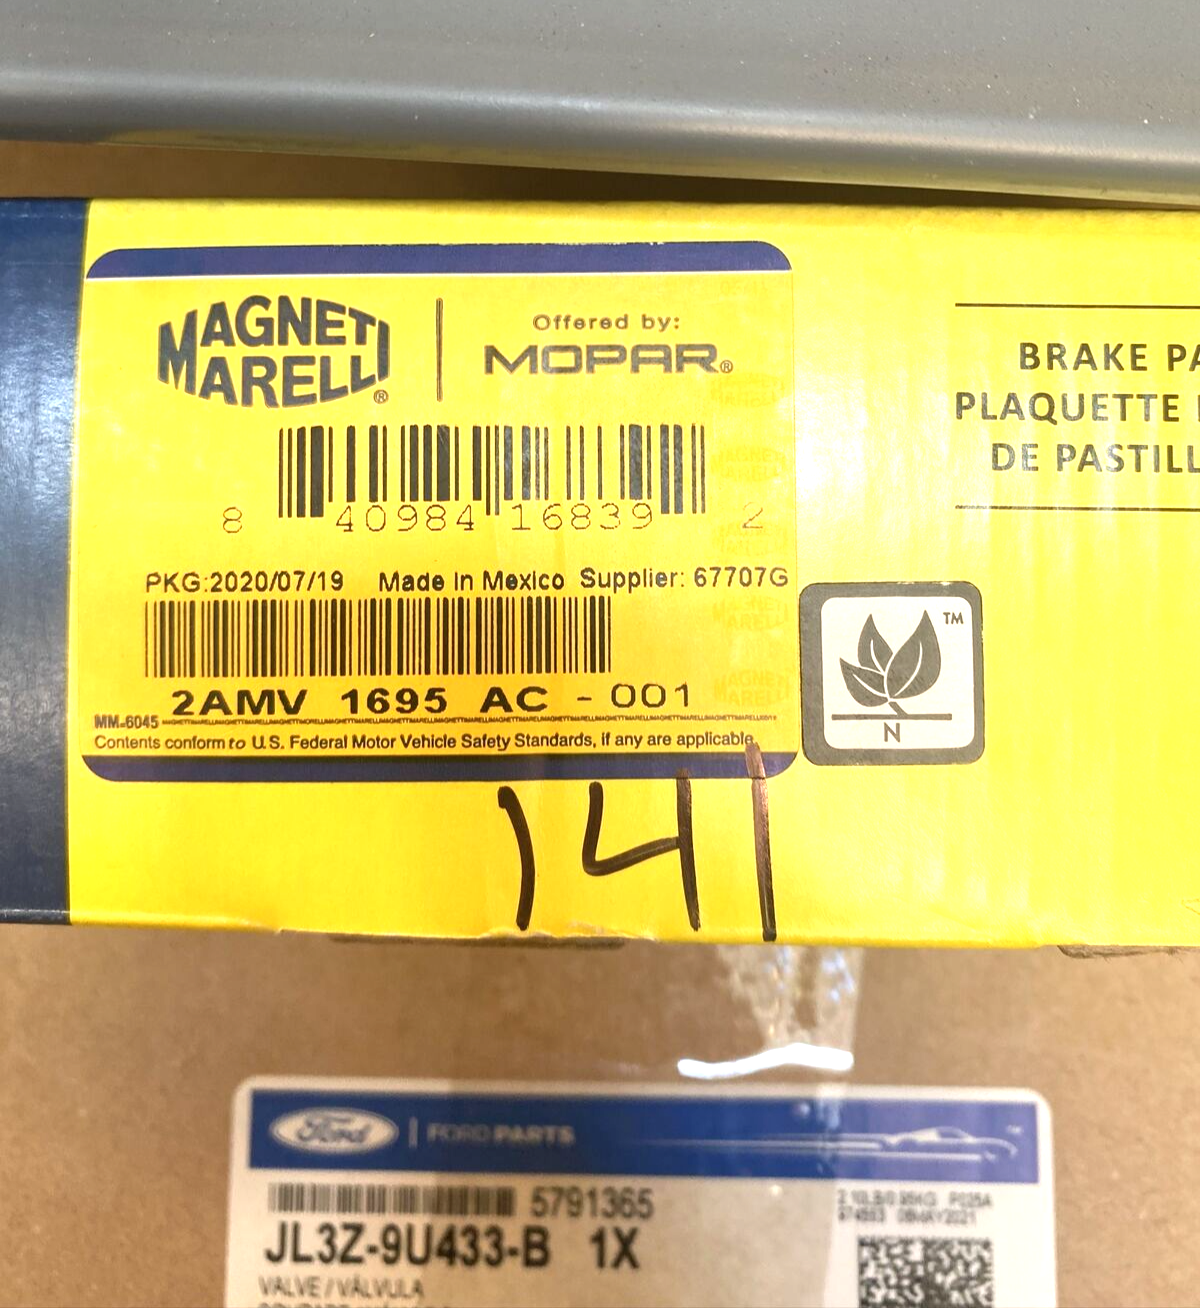 MAGNETI
MARELLI®
Offered by:
MOPAR®
8 40984 16839 2
PKG:2020/07/19 Made In Mexico Supplier: 67707G
2AMV 1695 AC - 001
MM-6045
Contents conform to U.S. Federal Motor Vehicle Safety Standards, if any are applicable.
BRAKE PA
PLAQUETTE
DE PASTILL
TM
N
141
Ford | FORDPARTS
5791365
JL3Z-9U433-B 1X
VALVE / VÁLVULA